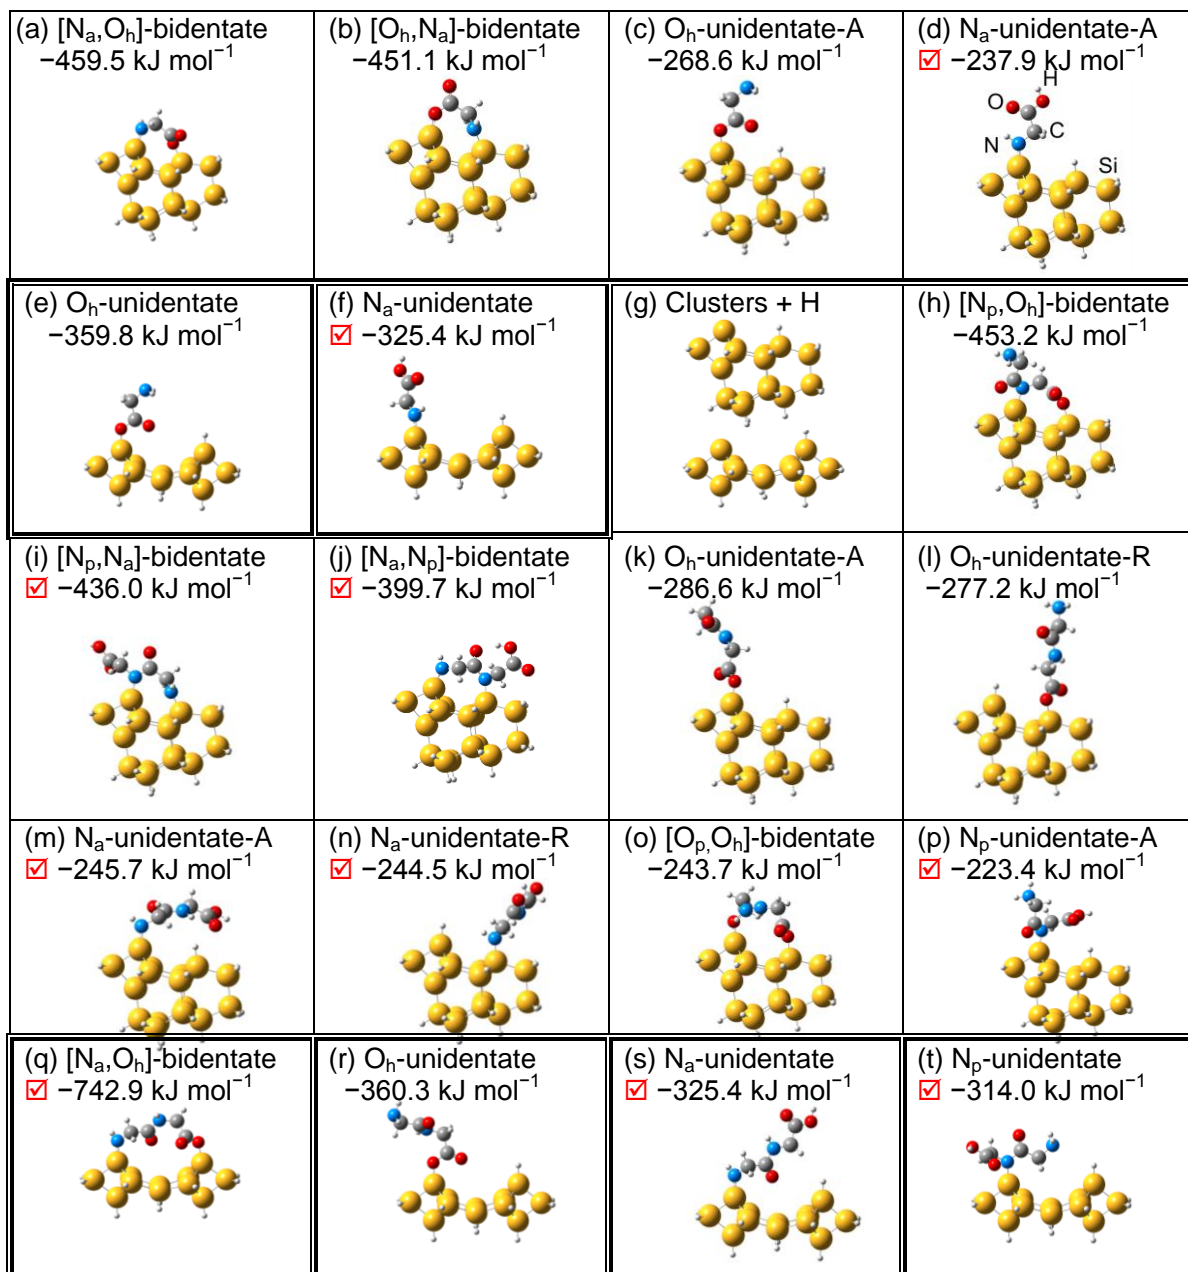 (a) [Nₐ,Oₕ]-bidentate
−459.5 kJ mol⁻¹
(b) [Oₕ,Nₐ]-bidentate
−451.1 kJ mol⁻¹
(c) Oₕ-unidentate-A
−268.6 kJ mol⁻¹
(d) Nₐ-unidentate-A
☑ −237.9 kJ mol⁻¹
H
O
C
N
Si
(e) Oₕ-unidentate
−359.8 kJ mol⁻¹
(f) Nₐ-unidentate
☑ −325.4 kJ mol⁻¹
(g) Clusters + H
(h) [Nₚ,Oₕ]-bidentate
−453.2 kJ mol⁻¹
(i) [Nₚ,Nₐ]-bidentate
☑ −436.0 kJ mol⁻¹
(j) [Nₐ,Nₚ]-bidentate
☑ −399.7 kJ mol⁻¹
(k) Oₕ-unidentate-A
−286.6 kJ mol⁻¹
(l) Oₕ-unidentate-R
−277.2 kJ mol⁻¹
(m) Nₐ-unidentate-A
☑ −245.7 kJ mol⁻¹
(n) Nₐ-unidentate-R
☑ −244.5 kJ mol⁻¹
(o) [Oₚ,Oₕ]-bidentate
−243.7 kJ mol⁻¹
(p) Nₚ-unidentate-A
☑ −223.4 kJ mol⁻¹
(q) [Nₐ,Oₕ]-bidentate
☑ −742.9 kJ mol⁻¹
(r) Oₕ-unidentate
−360.3 kJ mol⁻¹
(s) Nₐ-unidentate
☑ −325.4 kJ mol⁻¹
(t) Nₚ-unidentate
☑ −314.0 kJ mol⁻¹